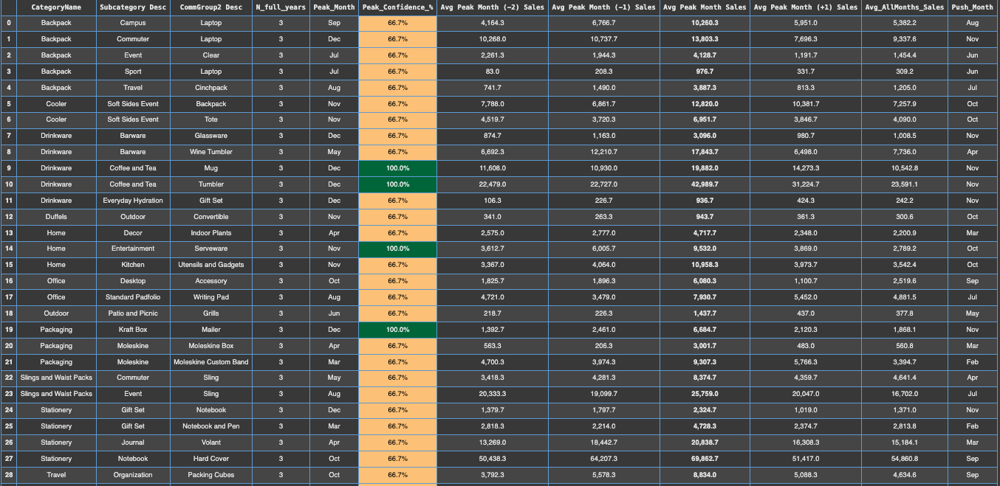 CategoryName Subcategory Desc CommGroup2 Desc N_full_years Peak_Month Peak_Confidence_% Avg Peak Month (-2) Sales Avg Peak Month (-1) Sales Avg Peak Month Sales Avg Peak Month (+1) Sales Avg_AllMonths_Sales Push_Month
0 Backpack Campus Laptop 3 Sep 66.7% 4,164.3 6,766.7 10,260.3 5,951.0 5,382.2 Aug
1 Backpack Commuter Laptop 3 Dec 66.7% 10,268.0 10,737.7 13,803.3 7,696.3 9,337.6 Nov
2 Backpack Event Clear 3 Jul 66.7% 2,261.3 1,944.3 4,128.7 1,191.7 1,454.4 Jun
3 Backpack Sport Laptop 3 Jul 66.7% 83.0 208.3 976.7 331.7 309.2 Jun
4 Backpack Travel Cinchpack 3 Aug 66.7% 741.7 1,490.0 3,887.3 813.3 1,205.0 Jul
5 Cooler Soft Sides Event Backpack 3 Nov 66.7% 7,788.0 6,861.7 12,820.0 10,381.7 7,257.9 Oct
6 Cooler Soft Sides Event Tote 3 Nov 66.7% 4,519.7 3,720.3 6,951.7 3,846.7 4,090.0 Oct
7 Drinkware Barware Glassware 3 Dec 66.7% 874.7 1,163.0 3,096.0 980.7 1,008.5 Nov
8 Drinkware Barware Wine Tumbler 3 May 66.7% 6,692.3 12,210.7 17,843.7 6,498.0 7,736.0 Apr
9 Drinkware Coffee and Tea Mug 3 Dec 100.0% 11,608.0 10,930.0 19,882.0 14,273.3 10,542.8 Nov
10 Drinkware Coffee and Tea Tumbler 3 Dec 100.0% 22,479.0 22,727.0 42,989.7 31,224.7 23,591.1 Nov
11 Drinkware Everyday Hydration Gift Set 3 Dec 66.7% 106.3 226.7 936.7 424.3 242.2 Nov
12 Duffels Outdoor Convertible 3 Nov 66.7% 341.0 263.3 943.7 361.3 300.6 Oct
13 Home Decor Indoor Plants 3 Apr 66.7% 2,575.0 2,777.0 4,717.7 2,348.0 2,200.9 Mar
14 Home Entertainment Serveware 3 Nov 100.0% 3,612.7 6,005.7 9,532.0 3,869.0 2,789.2 Oct
15 Home Kitchen Utensils and Gadgets 3 Nov 66.7% 3,367.0 4,064.0 10,958.3 3,973.7 3,542.4 Oct
16 Office Desktop Accessory 3 Oct 66.7% 1,825.7 1,896.3 6,080.3 1,100.7 2,519.6 Sep
17 Office Standard Padfolio Writing Pad 3 Aug 66.7% 4,721.0 3,479.0 7,930.7 5,452.0 4,881.5 Jul
18 Outdoor Patio and Picnic Grills 3 Jun 66.7% 218.7 226.3 1,437.7 437.0 377.8 May
19 Packaging Kraft Box Mailer 3 Dec 100.0% 1,392.7 2,461.0 6,684.7 2,120.3 1,868.1 Nov
20 Packaging Moleskine Moleskine Box 3 Apr 66.7% 563.3 206.3 3,001.7 483.0 560.8 Mar
21 Packaging Moleskine Moleskine Custom Band 3 Mar 66.7% 4,700.3 3,974.3 9,307.3 5,766.3 3,394.7 Feb
22 Slings and Waist Packs Commuter Sling 3 May 66.7% 3,418.3 4,281.3 8,374.7 4,359.7 4,641.4 Apr
23 Slings and Waist Packs Event Sling 3 Aug 66.7% 20,333.3 19,099.7 25,759.0 20,047.0 16,702.0 Jul
24 Stationery Gift Set Notebook 3 Dec 66.7% 1,379.7 1,797.7 2,324.7 1,019.0 1,371.0 Nov
25 Stationery Gift Set Notebook and Pen 3 Mar 66.7% 2,818.3 2,214.0 4,728.3 2,374.7 2,813.8 Feb
26 Stationery Journal Volant 3 Apr 66.7% 13,269.0 18,442.7 20,838.7 16,308.3 15,184.1 Mar
27 Stationery Notebook Hard Cover 3 Oct 66.7% 50,438.3 64,207.3 69,862.7 51,417.0 54,860.8 Sep
28 Travel Organization Packing Cubes 3 Oct 66.7% 3,792.3 5,578.3 8,834.0 5,088.3 4,634.6 Sep